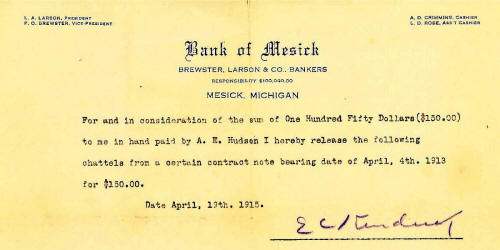 L. A. LARSON, PRESIDENT
F. O. BREWSTER, VICE-PRESIDENT
A. D. CRIMMINS, CASHIER
L. D. ROSE, ASS'T CASHIER
Bank of Mesick
BREWSTER, LARSON & CO., BANKERS
RESPONSIBILITY $100,000.00
MESICK, MICHIGAN
For and in consideration of the sum of One Hundred Fifty Dollars($150.00)
to me in hand paid by A. E. Hudson I hereby release the following
chattels from a certain contract note bearing date of April, 4th. 1913
for $150.00.
Date April, 19th. 1915.